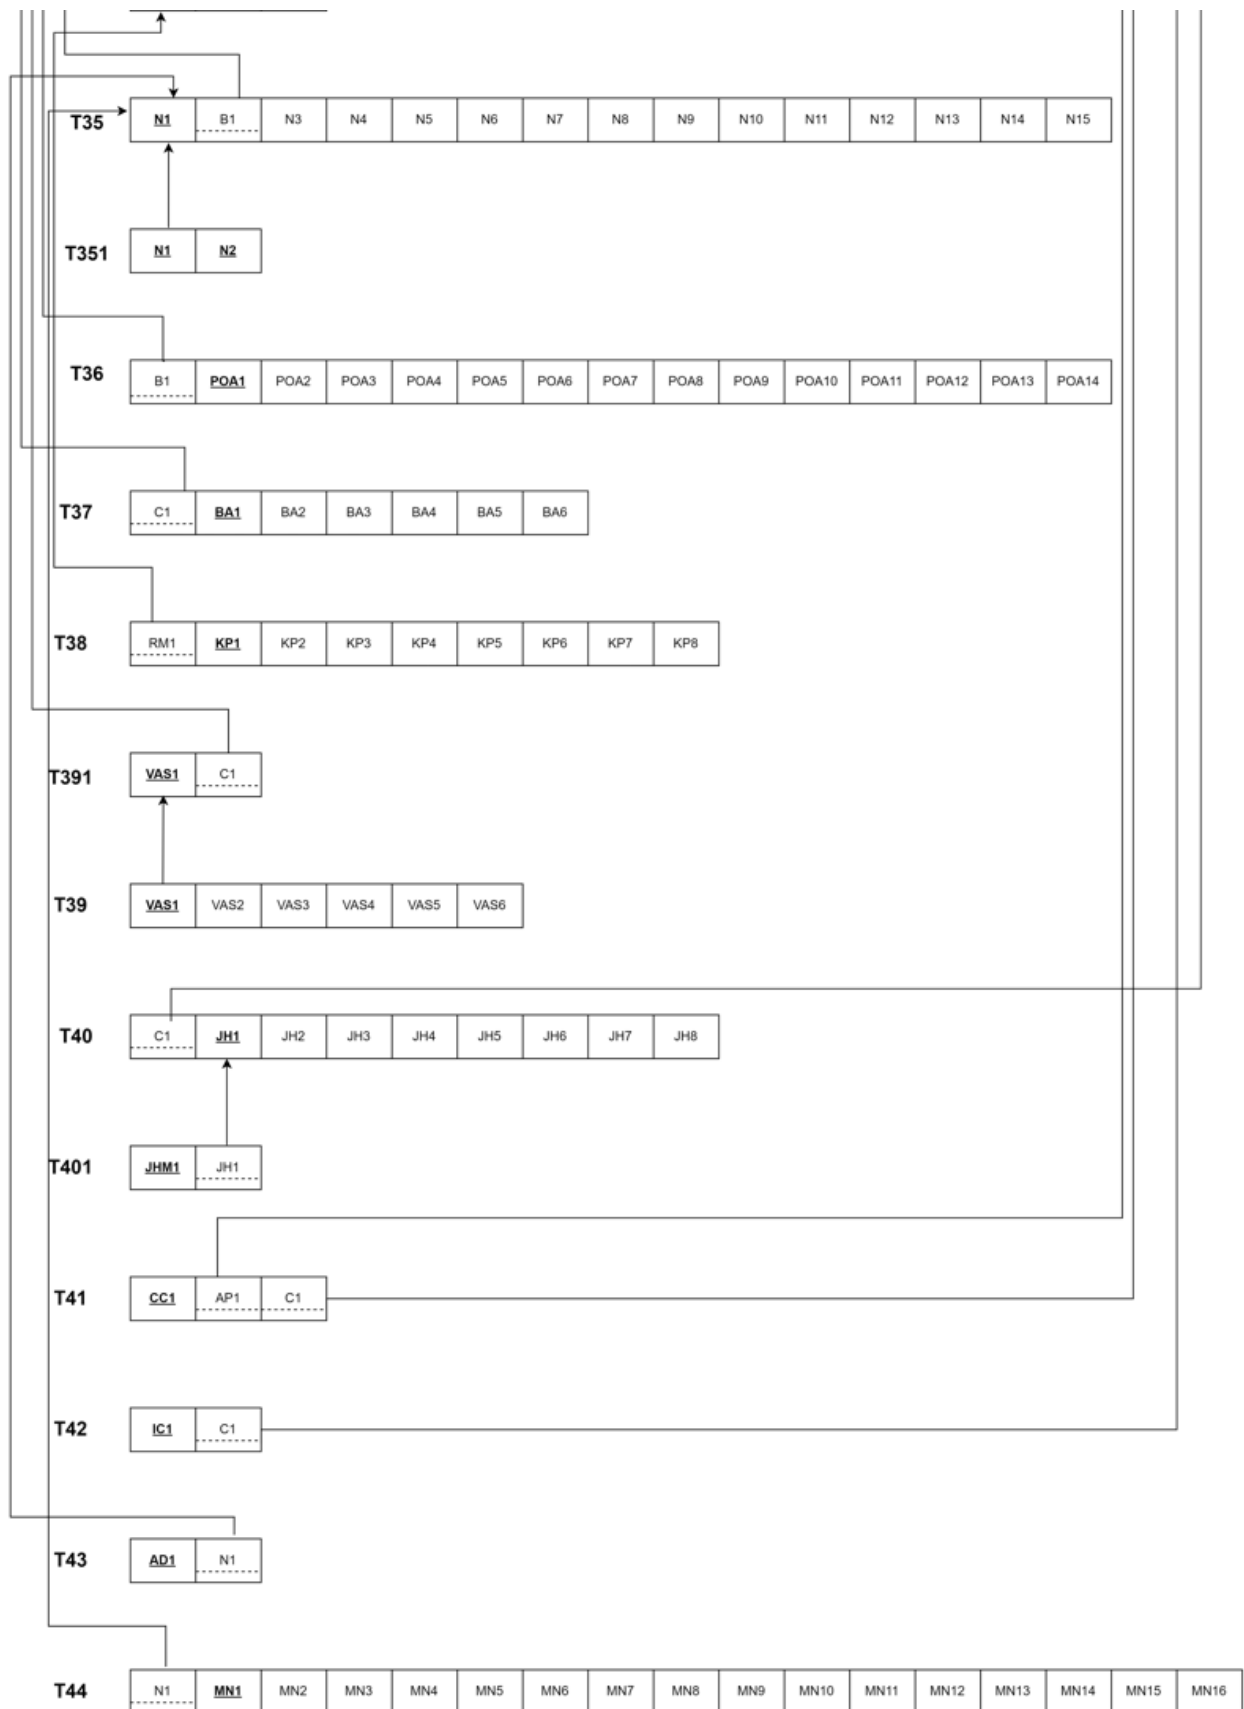 T35 N1 B1 N3 N4 N5 N6 N7 N8 N9 N10 N11 N12 N13 N14 N15
T351 N1 N2
T36 B1 POA1 POA2 POA3 POA4 POA5 POA6 POA7 POA8 POA9 POA10 POA11 POA12 POA13 POA14
T37 C1 BA1 BA2 BA3 BA4 BA5 BA6
T38 RM1 KP1 KP2 KP3 KP4 KP5 KP6 KP7 KP8
T391 VAS1 C1
T39 VAS1 VAS2 VAS3 VAS4 VAS5 VAS6
T40 C1 JH1 JH2 JH3 JH4 JH5 JH6 JH7 JH8
T401 JHM1 JH1
T41 CC1 AP1 C1
T42 IC1 C1
T43 AD1 N1
T44 N1 MN1 MN2 MN3 MN4 MN5 MN6 MN7 MN8 MN9 MN10 MN11 MN12 MN13 MN14 MN15 MN16